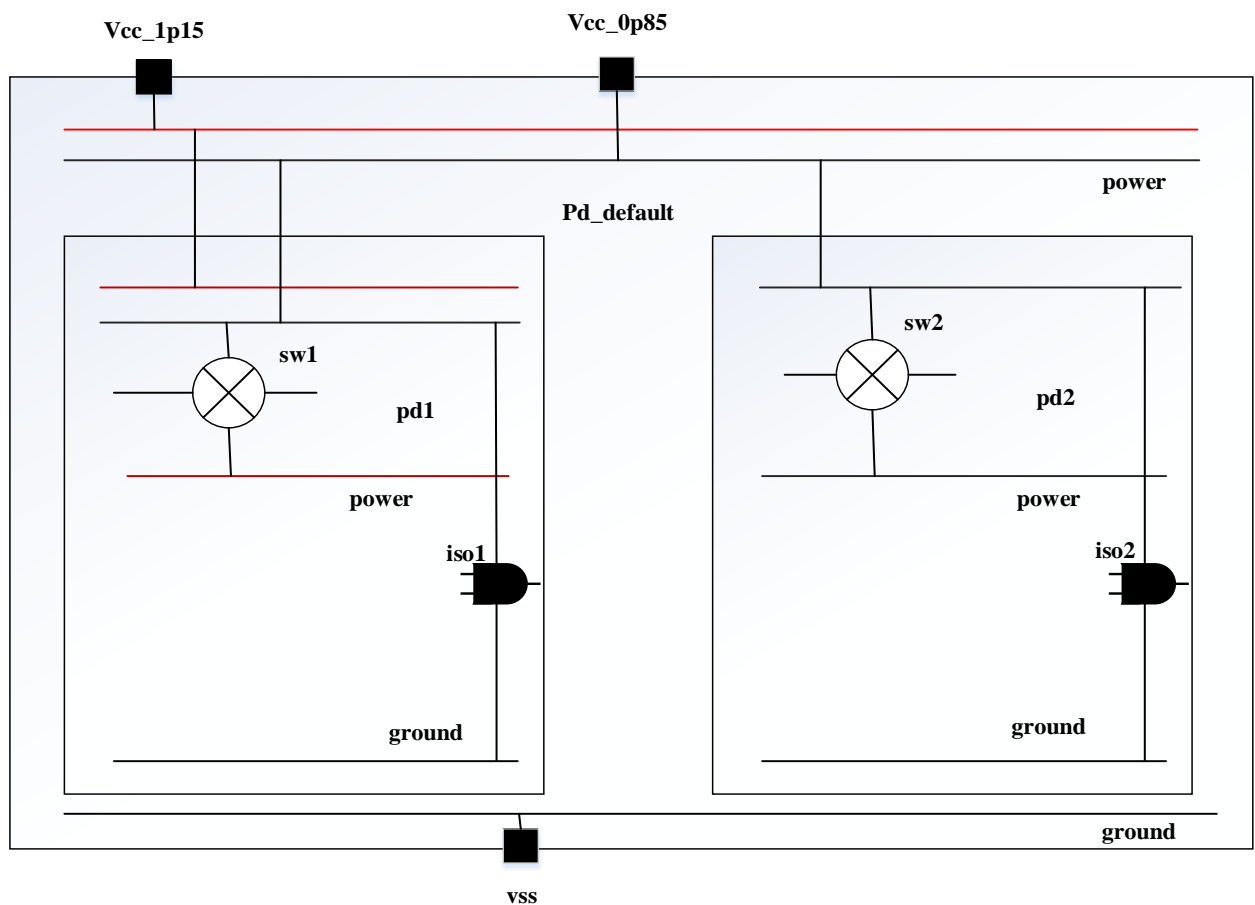 Vcc_1p15
Vcc_0p85
power
Pd_default
sw1
sw2
pd1
pd2
power
power
iso1
iso2
ground
ground
ground
vss